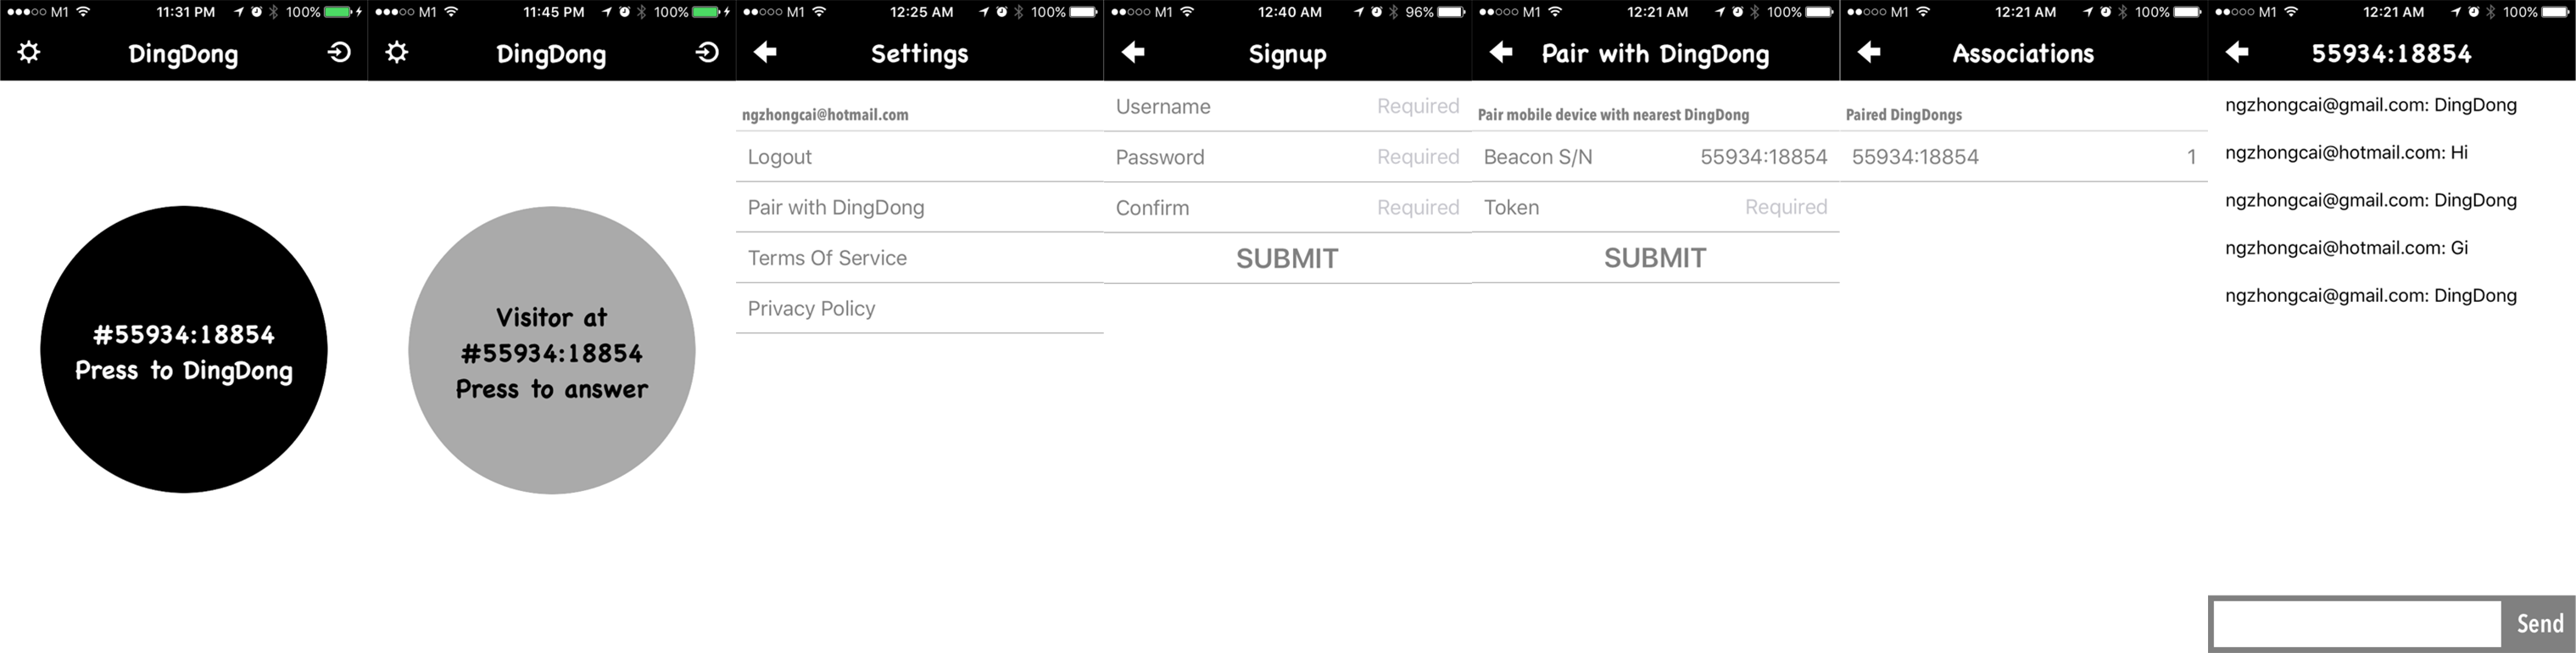 M1 11:31 PM 100%
DingDong
#55934:18854
Press to DingDong
M1 11:45 PM 100%
DingDong
Visitor at
#55934:18854
Press to answer
M1 12:25 AM 100%
Settings
ngzhongcai@hotmail.com
Logout
Pair with DingDong
Terms Of Service
Privacy Policy
M1 12:40 AM 96%
Signup
Username Required
Password Required
Confirm Required
SUBMIT
M1 12:21 AM 100%
Pair with DingDong
Pair mobile device with nearest DingDong
Beacon S/N 55934:18854
Token Required
SUBMIT
M1 12:21 AM 100%
Associations
Paired DingDongs
55934:18854 1
M1 12:21 AM 100%
55934:18854
ngzhongcai@gmail.com: DingDong
ngzhongcai@hotmail.com: Hi
ngzhongcai@gmail.com: DingDong
ngzhongcai@hotmail.com: Gi
ngzhongcai@gmail.com: DingDong
Send